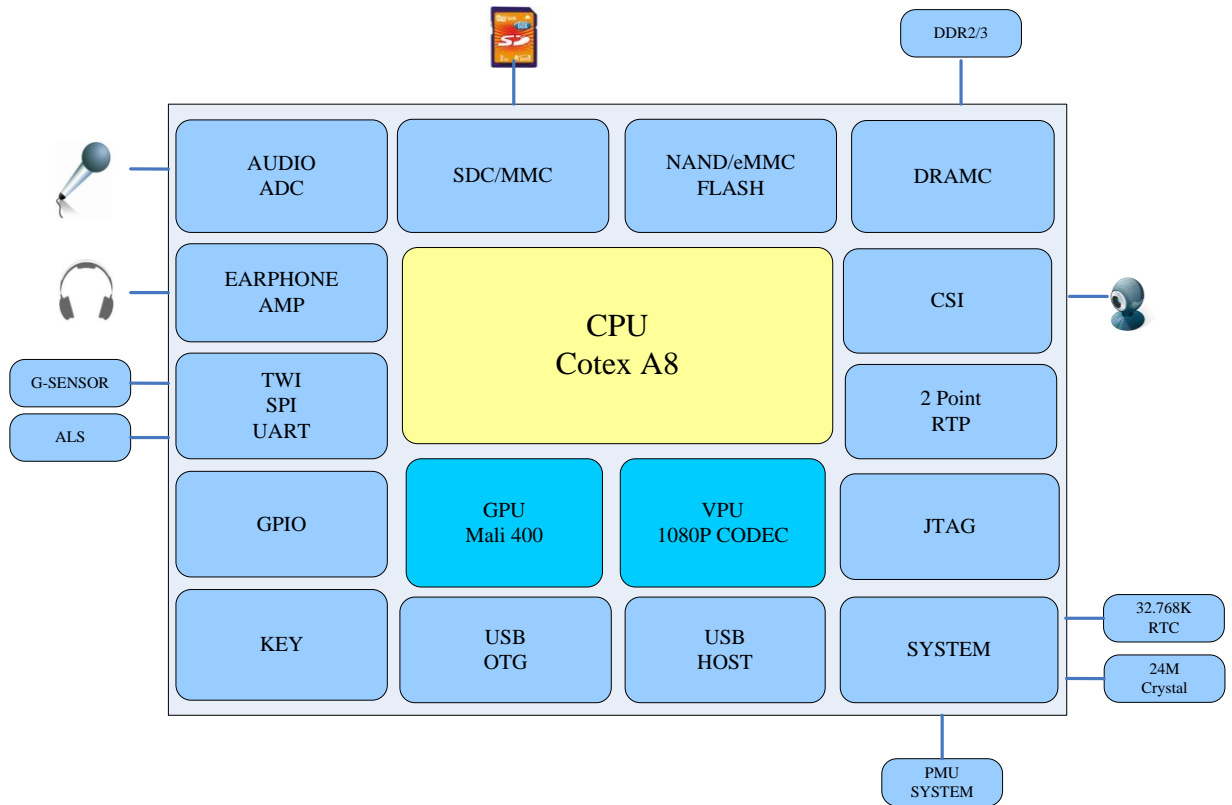 DDR2/3
AUDIO
ADC
SDC/MMC
NAND/eMMC
FLASH
DRAMC
EARPHONE
AMP
CPU
Cotex A8
CSI
G-SENSOR
ALS
TWI
SPI
UART
2 Point
RTP
GPIO
GPU
Mali 400
VPU
1080P CODEC
JTAG
KEY
USB
OTG
USB
HOST
SYSTEM
32.768K
RTC
24M
Crystal
PMU
SYSTEM